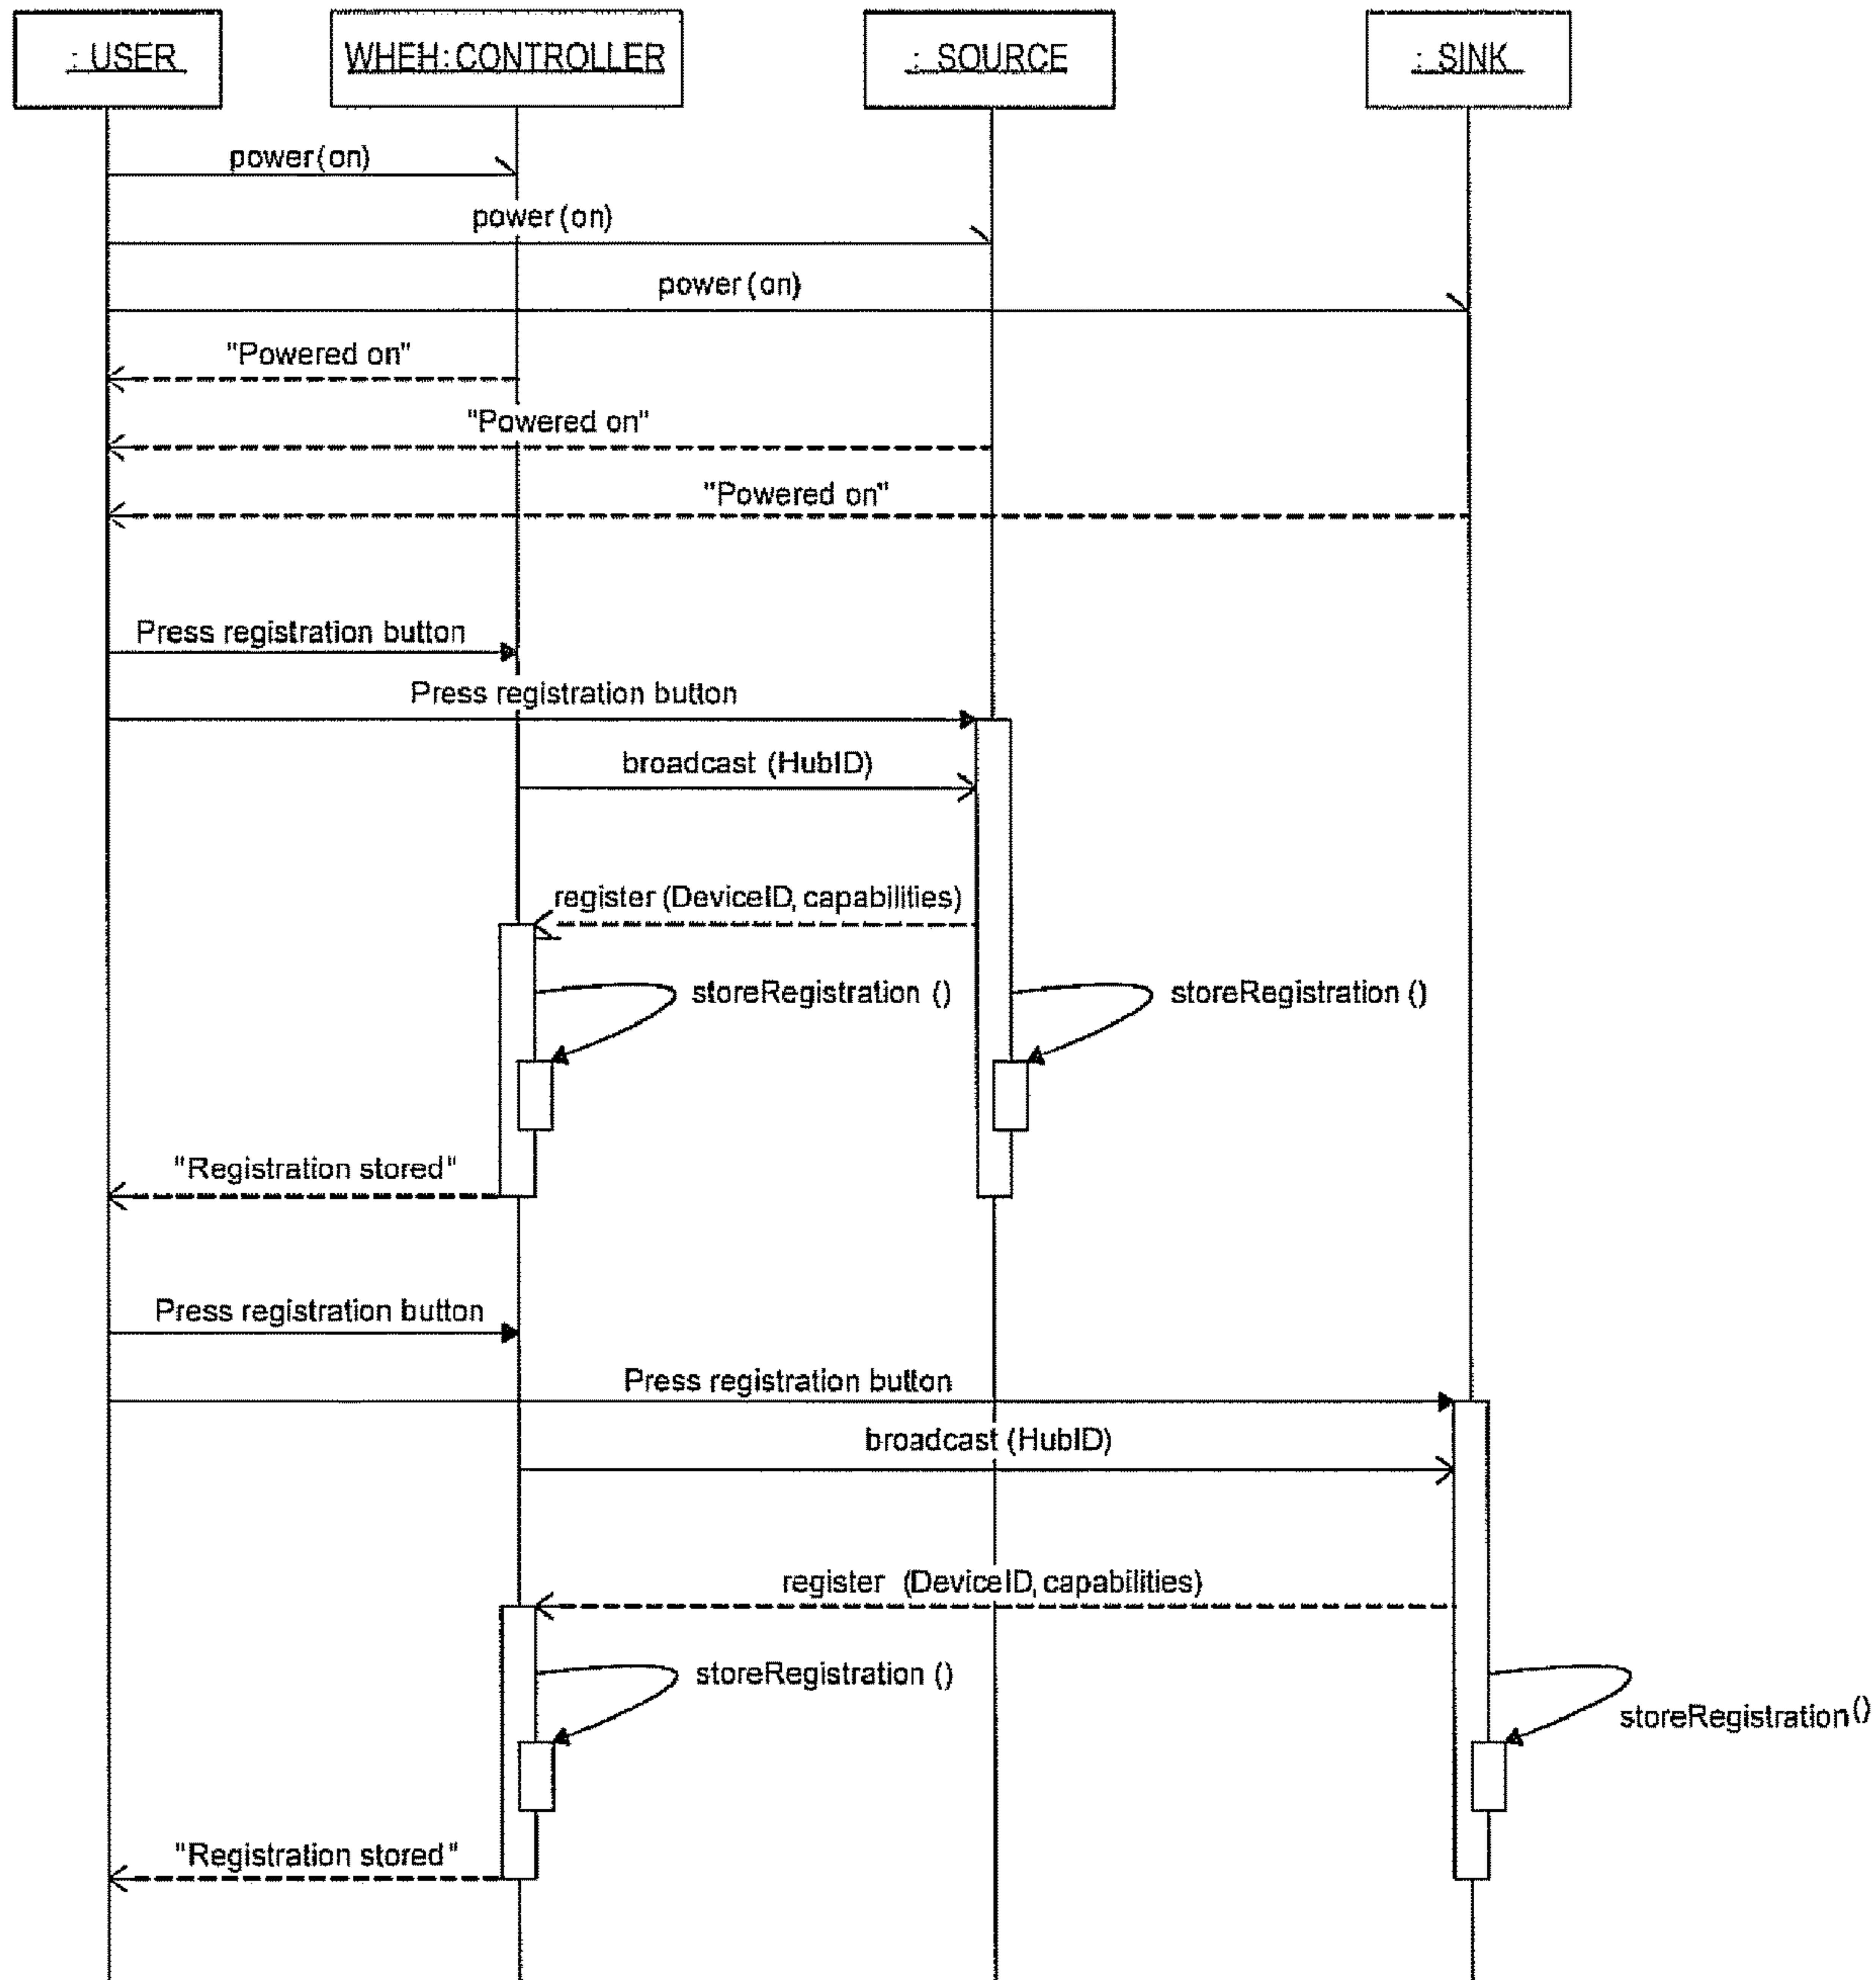 : USER
WHEH: CONTROLLER
: SOURCE
: SINK
power (on)
power (on)
power (on)
"Powered on"
"Powered on"
"Powered on"
Press registration button
Press registration button
broadcast (HubID)
register (DeviceID, capabilities)
storeRegistration ()
storeRegistration ()
"Registration stored"
Press registration button
Press registration button
broadcast (HubID)
register (DeviceID, capabilities)
storeRegistration ()
storeRegistration ()
"Registration stored"